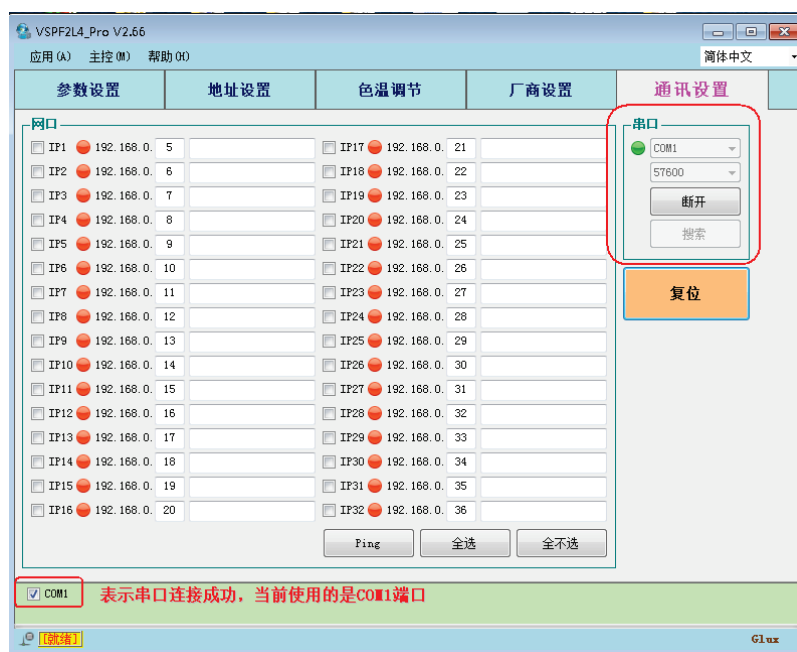 VSPF2L4_Pro V2.66
应用(A) 主控(M) 帮助(H) 简体中文
参数设置 地址设置 色温调节 厂商设置 通讯设置
网口 串口
IP1 192.168.0. 5 IP17 192.168.0. 21 COM1
IP2 192.168.0. 6 IP18 192.168.0. 22 57600
IP3 192.168.0. 7 IP19 192.168.0. 23 断开
IP4 192.168.0. 8 IP20 192.168.0. 24
IP5 192.168.0. 9 IP21 192.168.0. 25 搜索
IP6 192.168.0. 10 IP22 192.168.0. 26
IP7 192.168.0. 11 IP23 192.168.0. 27 复位
IP8 192.168.0. 12 IP24 192.168.0. 28
IP9 192.168.0. 13 IP25 192.168.0. 29
IP10 192.168.0. 14 IP26 192.168.0. 30
IP11 192.168.0. 15 IP27 192.168.0. 31
IP12 192.168.0. 16 IP28 192.168.0. 32
IP13 192.168.0. 17 IP29 192.168.0. 33
IP14 192.168.0. 18 IP30 192.168.0. 34
IP15 192.168.0. 19 IP31 192.168.0. 35
IP16 192.168.0. 20 IP32 192.168.0. 36
Ping 全选 全不选
COM1 表示串口连接成功，当前使用的是COM1端口
[就绪] Glux